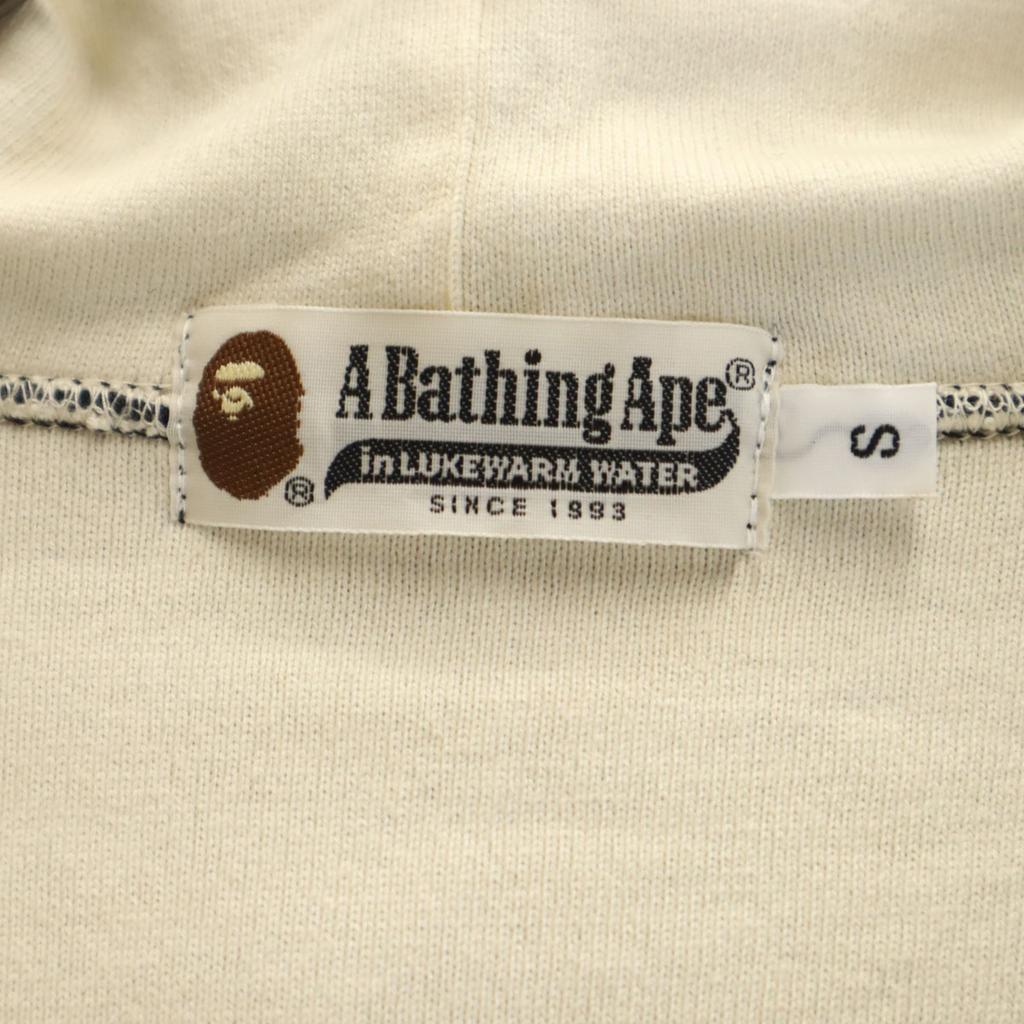 A Bathing Ape®
in LUKEWARM WATER
SINCE 1993
®
S